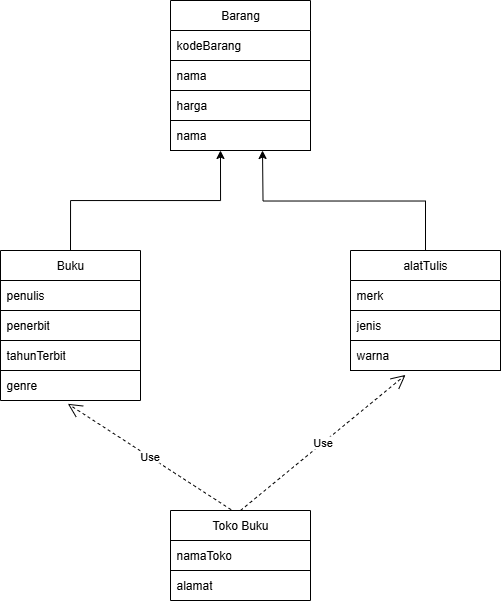 Barang
kodeBarang
nama
harga
nama
Buku
penulis
penerbit
tahunTerbit
genre
alatTulis
merk
jenis
warna
Use
Use
Toko Buku
namaToko
alamat